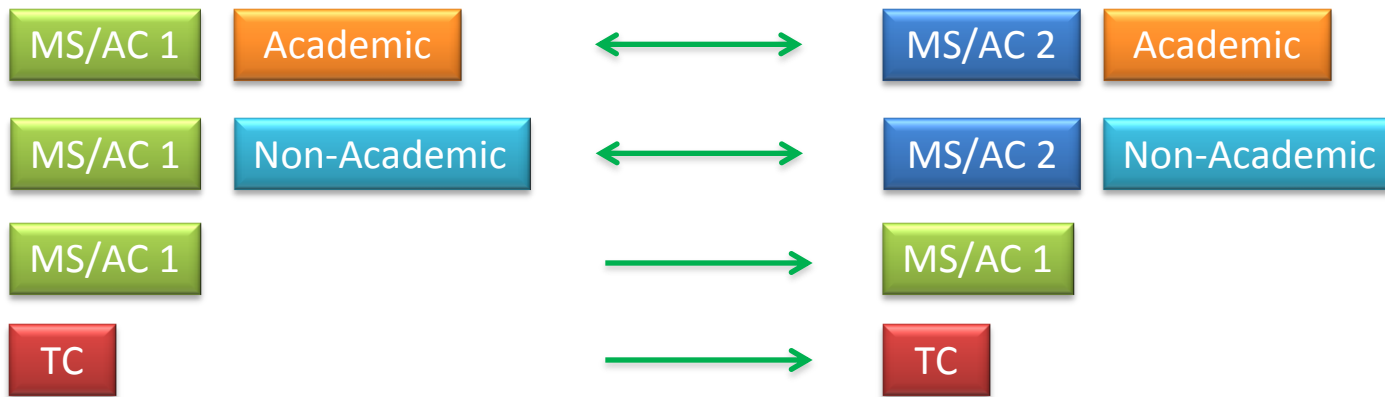 MS/AC 1 Academic MS/AC 2 Academic
MS/AC 1 Non-Academic MS/AC 2 Non-Academic
MS/AC 1 MS/AC 1
TC TC